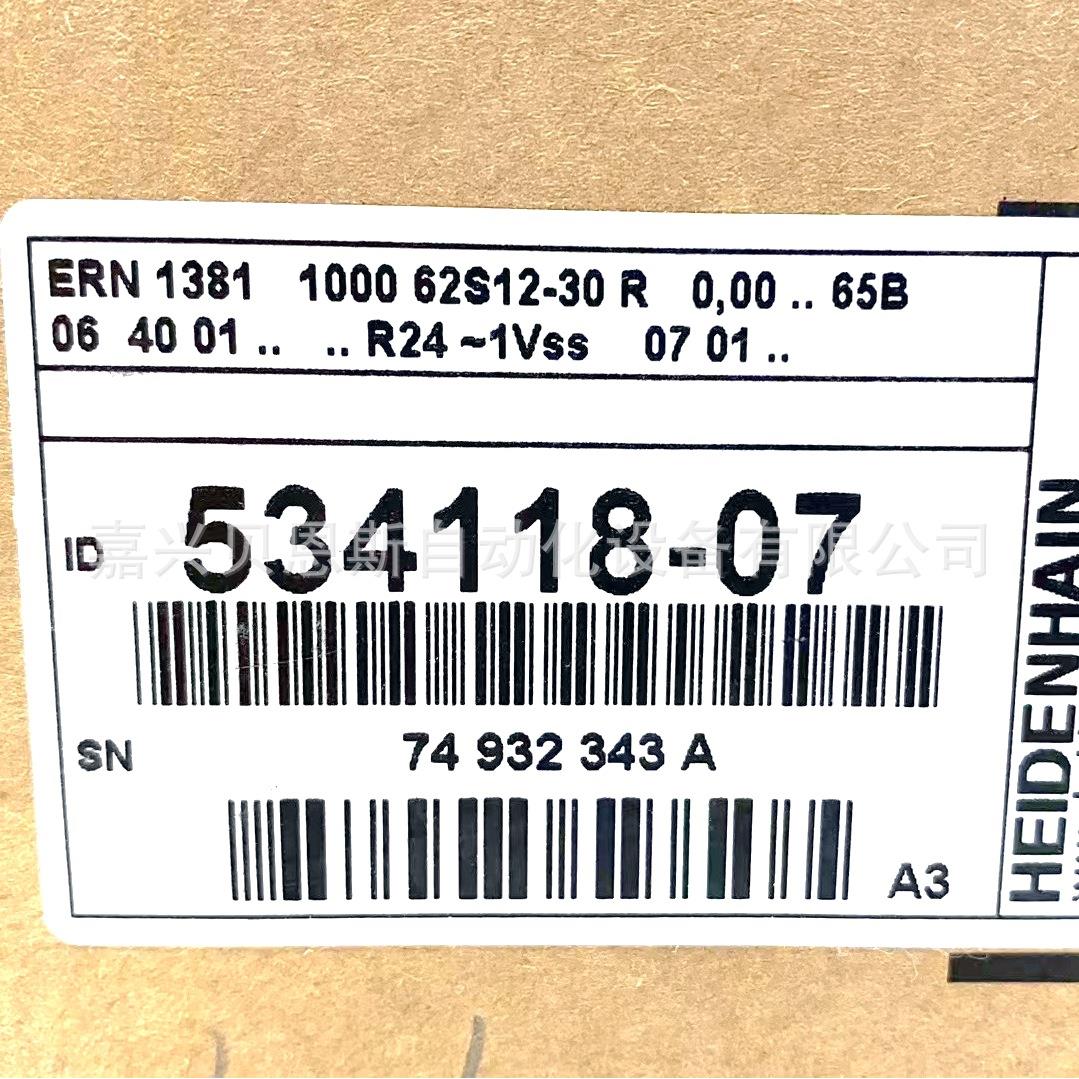 ERN 1381 1000 62S12-30 R 0,00 .. 65B
06 40 01 .. .. R24 ~1Vss 07 01 ..
ID 534118-07
嘉兴贝恩斯自动化设备有限公司
SN 74 932 343 A
A3
HEIDENHAIN